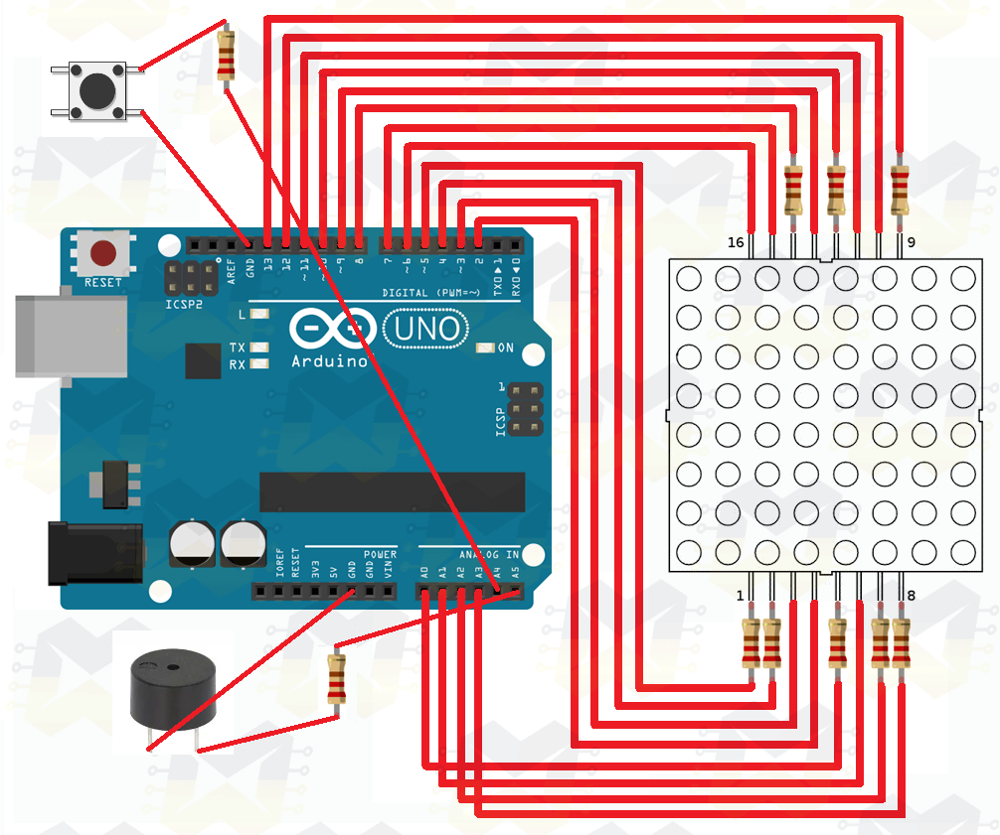 16
9
RESET
ICSP2
AREF
GND
13
12
~11
~10
~9
8
7
~6
~5
4
~3
2
TX0▶1
RX0◀0
DIGITAL (PWM=~)
L
TX
RX
UNO
Arduino
ON
1
ICSP
IOREF
RESET
3V3
5V
GND
GND
VIN
POWER
ANALOG IN
A0
A1
A2
A3
A4
A5
1
8